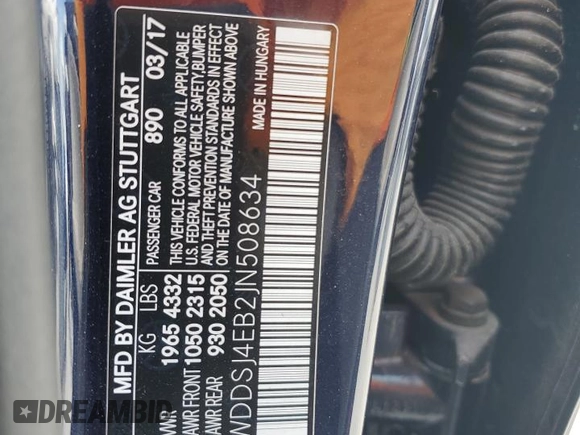 MFD BY DAIMLER AG STUTTGART
KG LBS PASSENGER CAR 890 03/17
1965 4332 THIS VEHICLE CONFORMS TO ALL APPLICABLE
U.S. FEDERAL MOTOR VEHICLE SAFETY, BUMPER
AWR FRONT 1050 2315 AND THEFT PREVENTION STANDARDS IN EFFECT
AWR REAR 930 2050 ON THE DATE OF MANUFACTURE SHOWN ABOVE
WDDSJ4EB2JN508634 MADE IN HUNGARY
DEALERS AUCTION